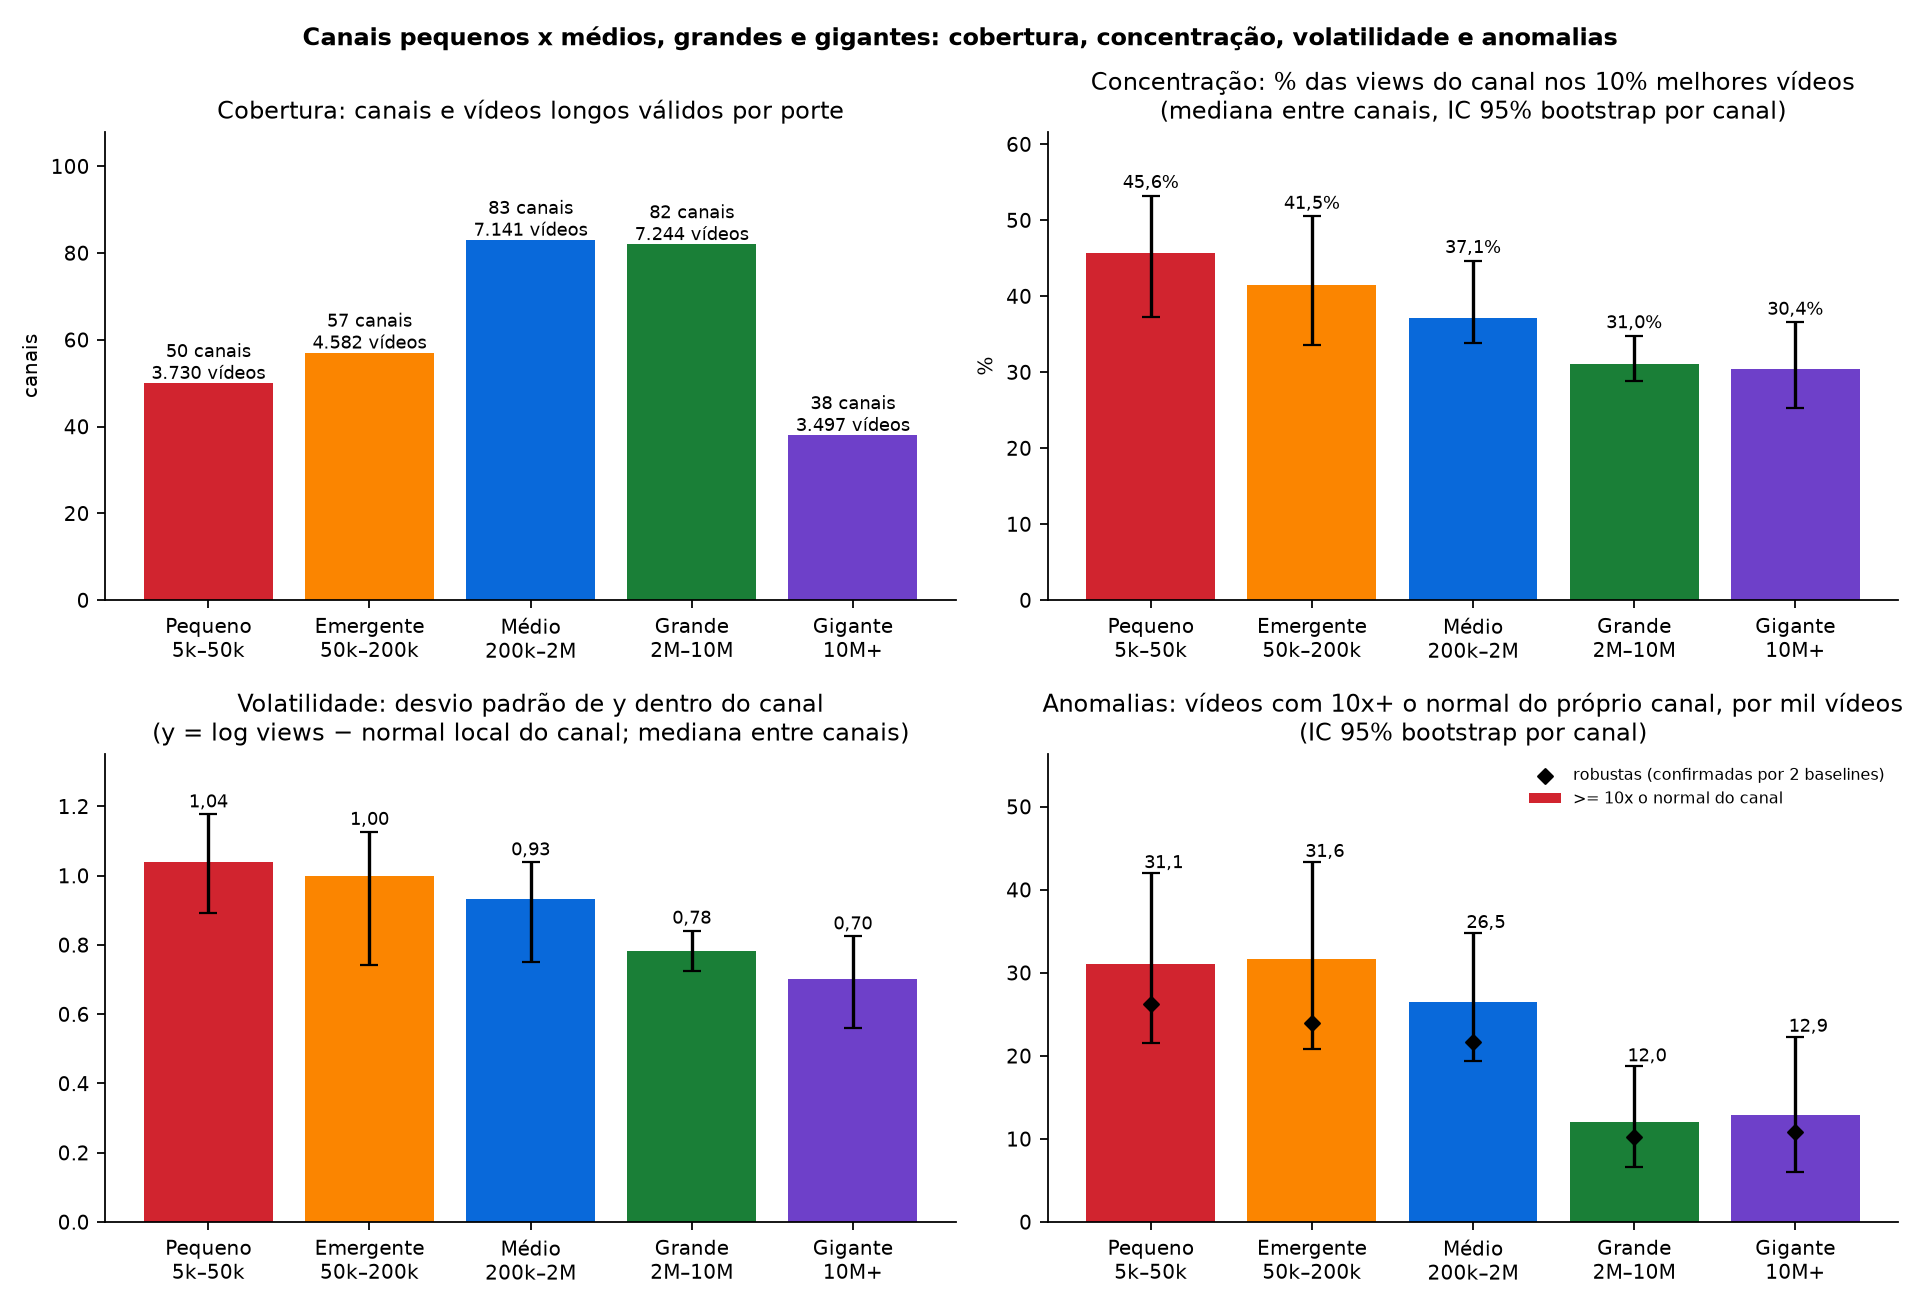 Canais pequenos x médios, grandes e gigantes: cobertura, concentração, volatilidade e anomalias
Cobertura: canais e vídeos longos válidos por porte
canais
100
80
60
40
20
0
50 canais
3.730 vídeos
57 canais
4.582 vídeos
83 canais
7.141 vídeos
82 canais
7.244 vídeos
38 canais
3.497 vídeos
Pequeno
5k–50k
Emergente
50k–200k
Médio
200k–2M
Grande
2M–10M
Gigante
10M+
Concentração: % das views do canal nos 10% melhores vídeos
(mediana entre canais, IC 95% bootstrap por canal)
%
60
50
40
30
20
10
0
45,6%
41,5%
37,1%
31,0%
30,4%
Pequeno
5k–50k
Emergente
50k–200k
Médio
200k–2M
Grande
2M–10M
Gigante
10M+
Volatilidade: desvio padrão de y dentro do canal
(y = log views − normal local do canal; mediana entre canais)
1.2
1.0
0.8
0.6
0.4
0.2
0.0
1,04
1,00
0,93
0,78
0,70
Pequeno
5k–50k
Emergente
50k–200k
Médio
200k–2M
Grande
2M–10M
Gigante
10M+
Anomalias: vídeos com 10x+ o normal do próprio canal, por mil vídeos
(IC 95% bootstrap por canal)
robustas (confirmadas por 2 baselines)
>= 10x o normal do canal
50
40
30
20
10
0
31,1
31,6
26,5
12,0
12,9
Pequeno
5k–50k
Emergente
50k–200k
Médio
200k–2M
Grande
2M–10M
Gigante
10M+